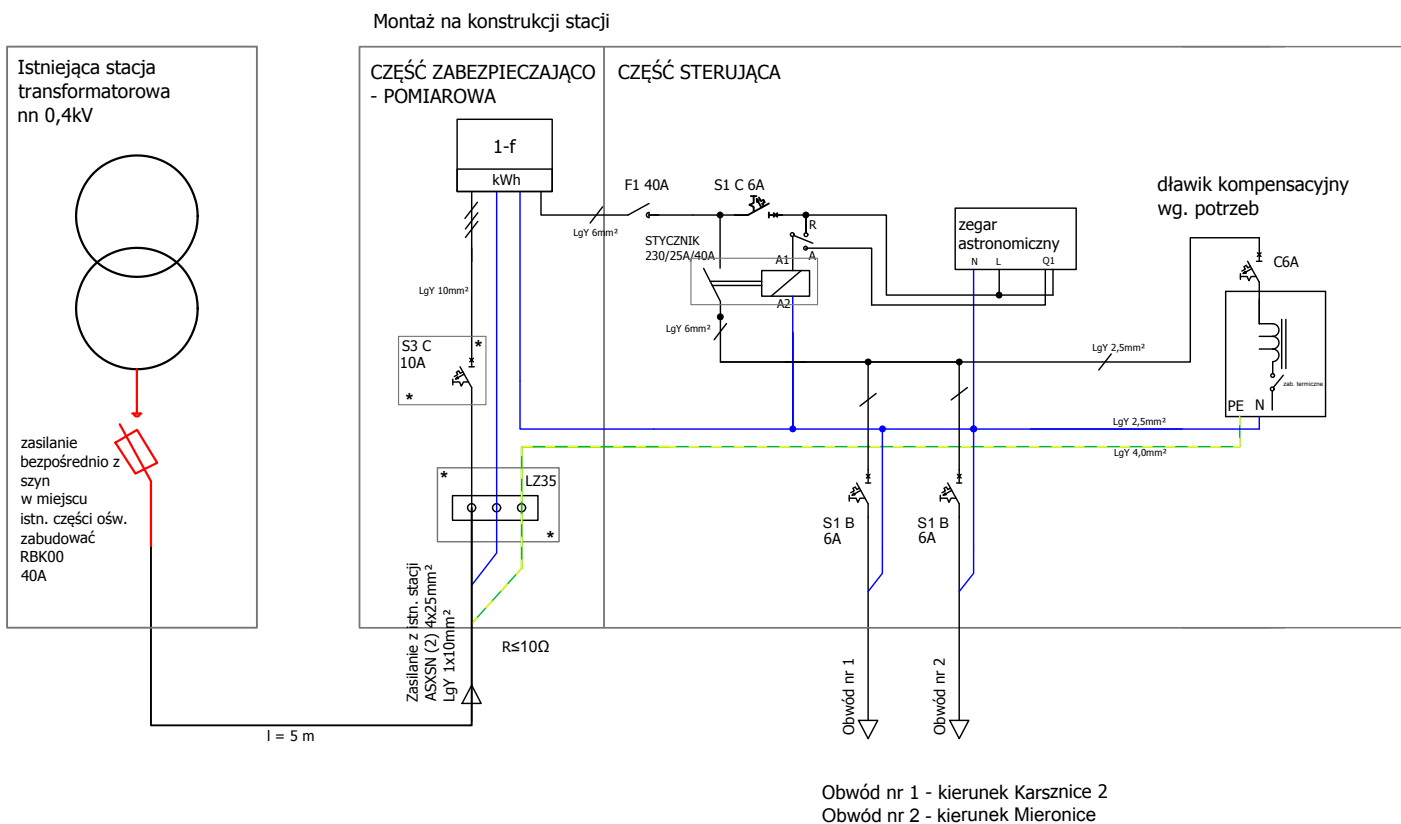 Montaż na konstrukcji stacji
Istniejąca stacja
transformatorowa
nn 0,4kV
CZĘŚĆ ZABEZPIECZAJĄCO
- POMIAROWA
CZĘŚĆ STERUJĄCA
1-f
kWh
F1 40A
S1 C 6A
LgY 6mm²
STYCZNIK
230/25A/40A
R
A
A1
A2
zegar
astronomiczny
N L Q1
dławik kompensacyjny
wg. potrzeb
C6A
zab. termiczne
PE N
LgY 10mm²
LgY 6mm²
LgY 2,5mm²
LgY 2,5mm²
LgY 4,0mm²
S3 C
10A
*
*
zasilanie
bezpośrednio z
szyn
w miejscu
istn. części ośw.
zabudować
RBK00
40A
*
LZ35
*
S1 B
6A
S1 B
6A
Zasilanie z istn. stacji
ASXSN (2) 4x25mm²
LgY 1x10mm²
R≤10Ω
Obwód nr 1
Obwód nr 2
l = 5 m
Obwód nr 1 - kierunek Karsznice 2
Obwód nr 2 - kierunek Mieronice